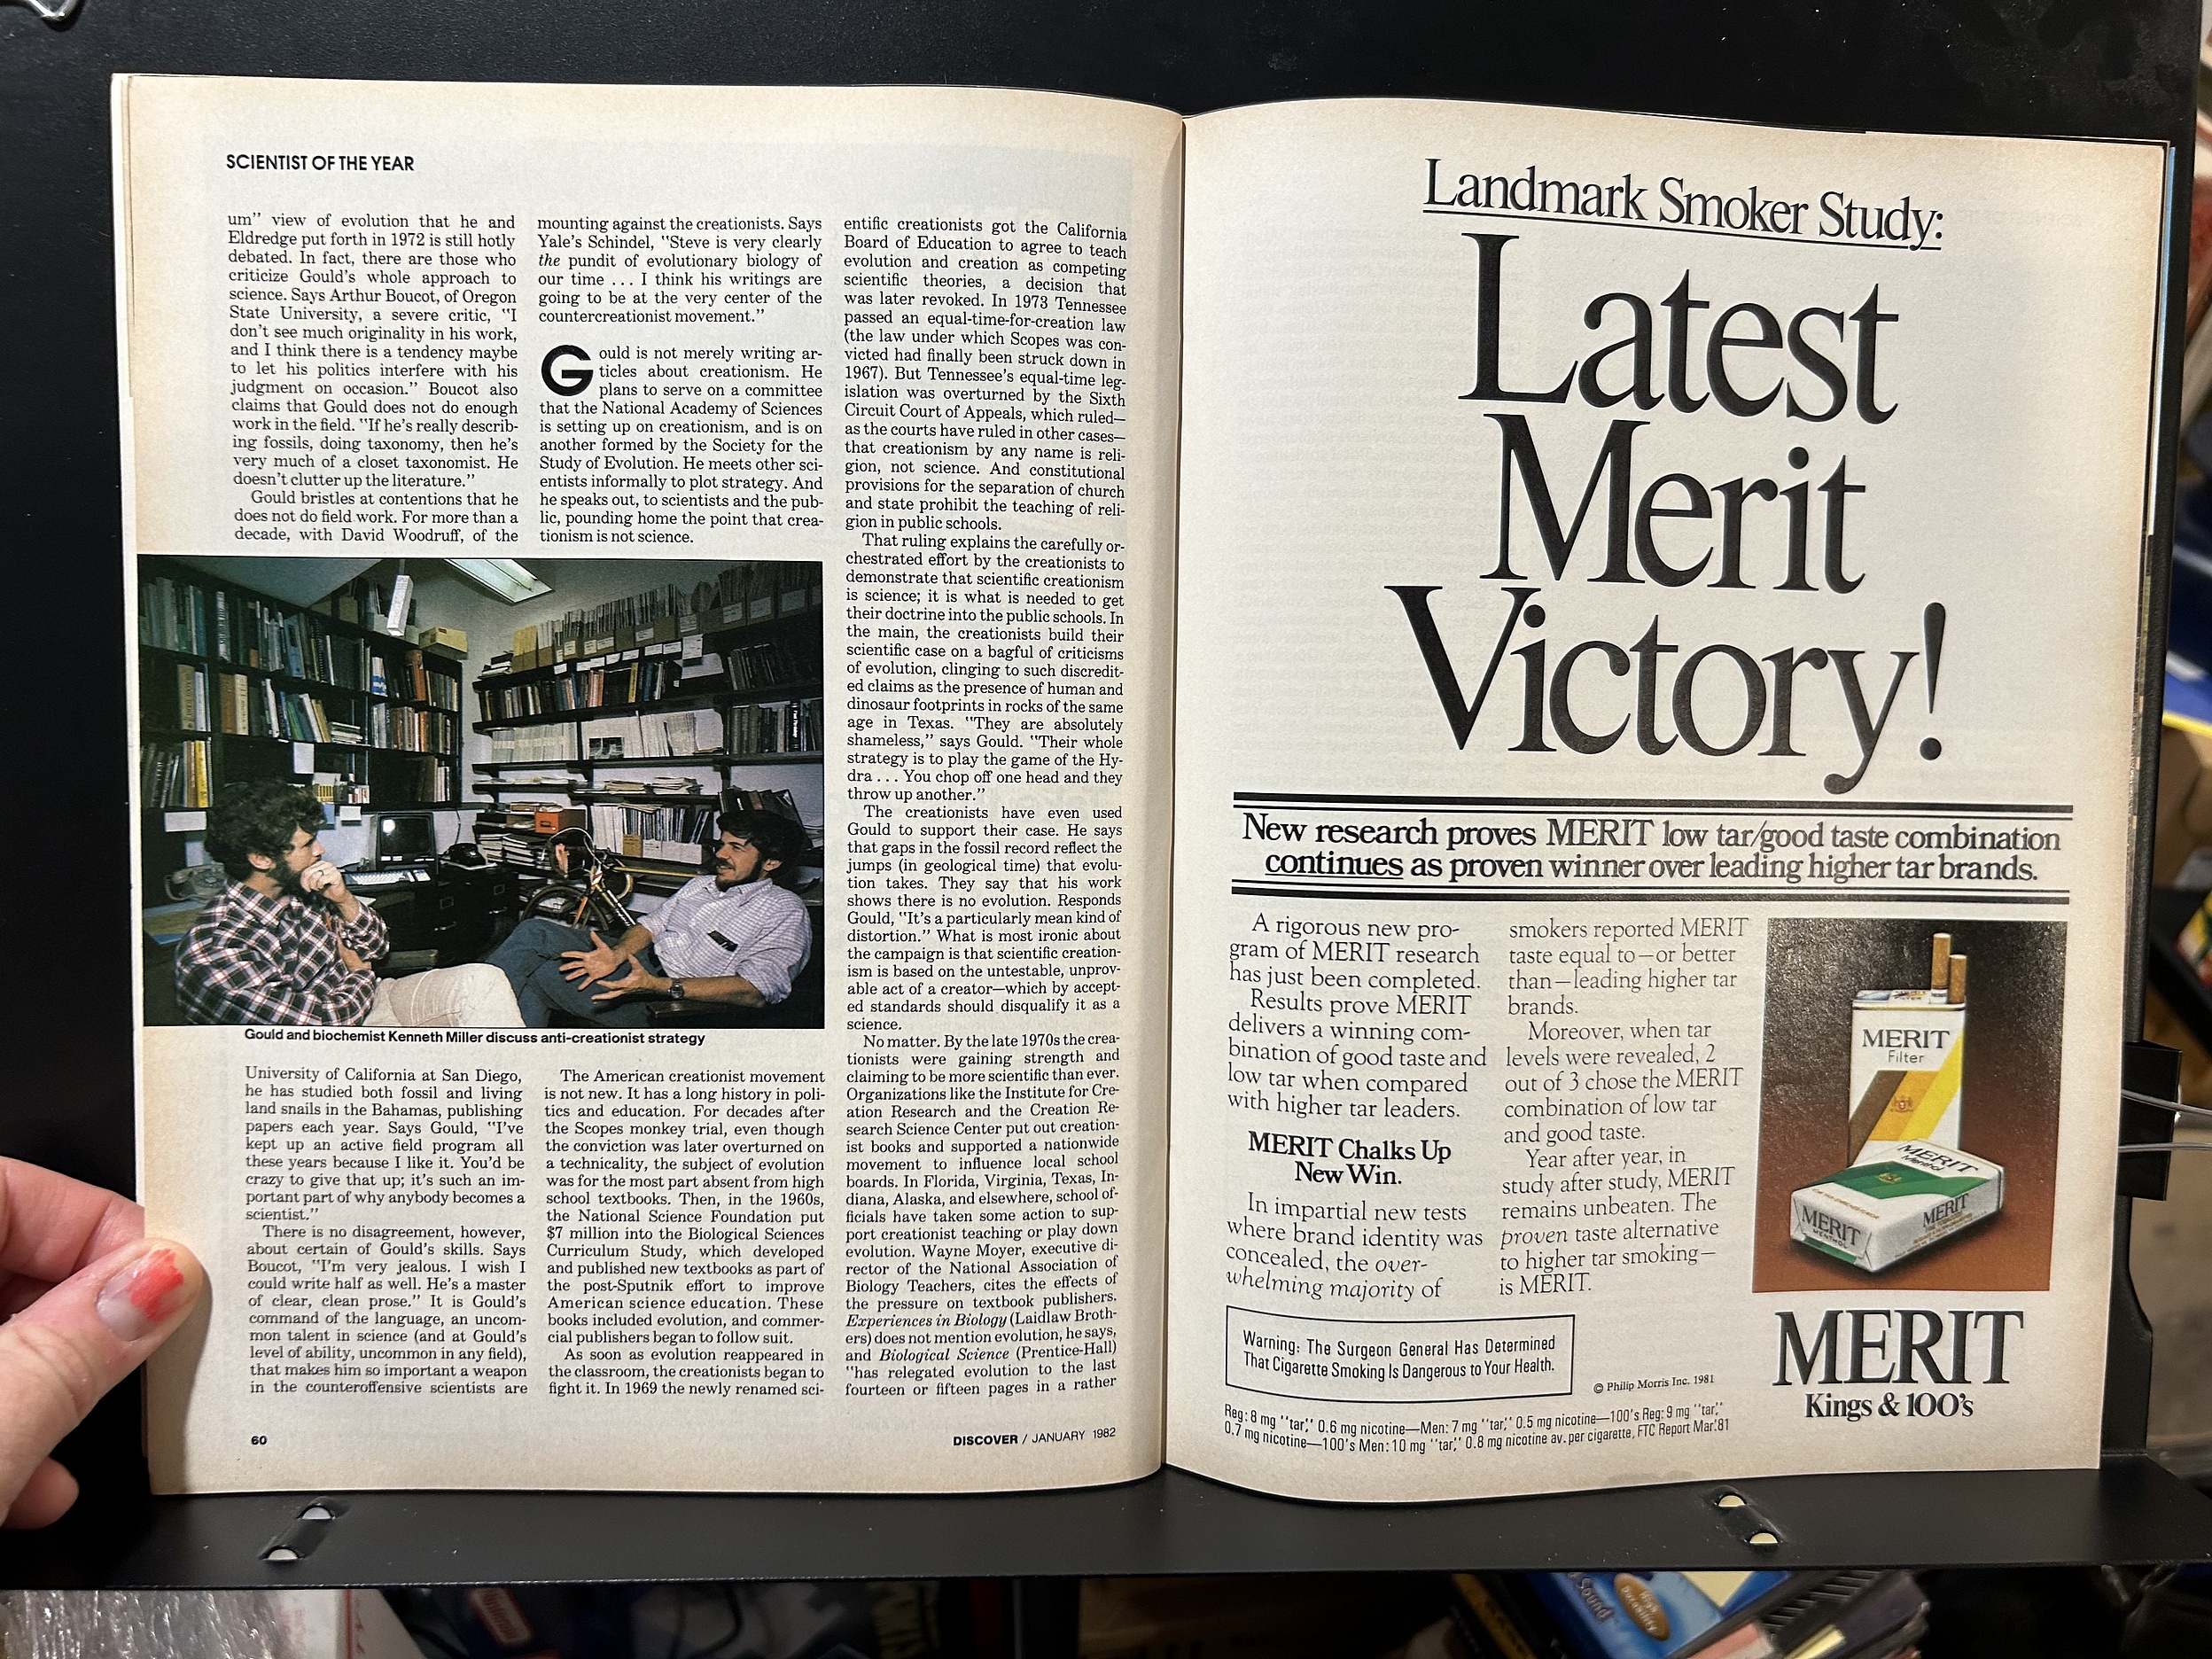 SCIENTIST OF THE YEAR
um" view of evolution that he and
Eldredge put forth in 1972 is still hotly
debated. In fact, there are those who
criticize Gould's whole approach to
science. Says Arthur Boucot, of Oregon
State University, a severe critic, "I
don't see much originality in his work,
and I think there is a tendency maybe
to let his politics interfere with his
judgment on occasion." Boucot also
claims that Gould does not do enough
work in the field. "If he's really describ-
ing fossils, doing taxonomy, then he's
very much of a closet taxonomist. He
doesn't clutter up the literature."
Gould bristles at contentions that he
does not do field work. For more than a
decade, with David Woodruff, of the
University of California at San Diego,
he has studied both fossil and living
land snails in the Bahamas, publishing
papers each year. Says Gould, "I've
kept up an active field program all
these years because I like it. You'd be
crazy to give that up; it's such an im-
portant part of why anybody becomes a
scientist."
There is no disagreement, however,
about certain of Gould's skills. Says
Boucot, "I'm very jealous. I wish I
could write half as well. He's a master
of clear, clean prose." It is Gould's
command of the language, an uncom-
mon talent in science (and at Gould's
level of ability, uncommon in any field),
that makes him so important a weapon
in the counteroffensive scientists are
mounting against the creationists. Says
Yale's Schindel, "Steve is very clearly
the pundit of evolutionary biology of
our time . . . I think his writings are
going to be at the very center of the
countercreationist movement."
Gould is not merely writing ar-
ticles about creationism. He
plans to serve on a committee
that the National Academy of Sciences
is setting up on creationism, and is on
another formed by the Society for the
Study of Evolution. He meets other sci-
entists informally to plot strategy. And
he speaks out, to scientists and the pub-
lic, pounding home the point that crea-
tionism is not science.
Gould and biochemist Kenneth Miller discuss anti-creationist strategy
The American creationist movement
is not new. It has a long history in poli-
tics and education. For decades after
the Scopes monkey trial, even though
the conviction was later overturned on
a technicality, the subject of evolution
was for the most part absent from high
school textbooks. Then, in the 1960s,
the National Science Foundation put
$7 million into the Biological Sciences
Curriculum Study, which developed
and published new textbooks as part of
the post-Sputnik effort to improve
American science education. These
books included evolution, and commer-
cial publishers began to follow suit.
As soon as evolution reappeared in
the classroom, the creationists began to
fight it. In 1969 the newly renamed sci-
entific creationists got the California
Board of Education to agree to teach
evolution and creation as competing
scientific theories, a decision that
was later revoked. In 1973 Tennessee
passed an equal-time-for-creation law
(the law under which Scopes was con-
victed had finally been struck down in
1967). But Tennessee's equal-time leg-
islation was overturned by the Sixth
Circuit Court of Appeals, which ruled—
as the courts have ruled in other cases—
that creationism by any name is reli-
gion, not science. And constitutional
provisions for the separation of church
and state prohibit the teaching of reli-
gion in public schools.
That ruling explains the carefully or-
chestrated effort by the creationists to
demonstrate that scientific creationism
is science; it is what is needed to get
their doctrine into the public schools. In
the main, the creationists build their
scientific case on a bagful of criticisms
of evolution, clinging to such discredit-
ed claims as the presence of human and
dinosaur footprints in rocks of the same
age in Texas. "They are absolutely
shameless," says Gould. "Their whole
strategy is to play the game of the Hy-
dra . . . You chop off one head and they
throw up another."
The creationists have even used
Gould to support their case. He says
that gaps in the fossil record reflect the
jumps (in geological time) that evolu-
tion takes. They say that his work
shows there is no evolution. Responds
Gould, "It's a particularly mean kind of
distortion." What is most ironic about
the campaign is that scientific creation-
ism is based on the untestable, unprov-
able act of a creator—which by accept-
ed standards should disqualify it as a
science.
No matter. By the late 1970s the crea-
tionists were gaining strength and
claiming to be more scientific than ever.
Organizations like the Institute for Cre-
ation Research and the Creation Re-
search Science Center put out creation-
ist books and supported a nationwide
movement to influence local school
boards. In Florida, Virginia, Texas, In-
diana, Alaska, and elsewhere, school of-
ficials have taken some action to sup-
port creationist teaching or play down
evolution. Wayne Moyer, executive di-
rector of the National Association of
Biology Teachers, cites the effects of
the pressure on textbook publishers.
Experiences in Biology (Laidlaw Broth-
ers) does not mention evolution, he says,
and Biological Science (Prentice-Hall)
"has relegated evolution to the last
fourteen or fifteen pages in a rather
60
DISCOVER / JANUARY 1982
Landmark Smoker Study:
Latest
Merit
Victory!
New research proves MERIT low tar/good taste combination
continues as proven winner over leading higher tar brands.
A rigorous new pro-
gram of MERIT research
has just been completed.
Results prove MERIT
delivers a winning com-
bination of good taste and
low tar when compared
with higher tar leaders.
MERIT Chalks Up
New Win.
In impartial new tests
where brand identity was
concealed, the over-
whelming majority of
smokers reported MERIT
taste equal to—or better
than—leading higher tar
brands.
Moreover, when tar
levels were revealed, 2
out of 3 chose the MERIT
combination of low tar
and good taste.
Year after year, in
study after study, MERIT
remains unbeaten. The
proven taste alternative
to higher tar smoking—
is MERIT.
MERIT
Filter
MERIT
Menthol
MERIT
MENTHOL
MERIT
Warning: The Surgeon General Has Determined
That Cigarette Smoking Is Dangerous to Your Health.
© Philip Morris Inc. 1981
MERIT
Kings & 100's
Reg: 8 mg "tar," 0.6 mg nicotine—Men: 7 mg "tar," 0.5 mg nicotine—100's Reg: 9 mg "tar,"
0.7 mg nicotine—100's Men: 10 mg "tar," 0.8 mg nicotine av. per cigarette, FTC Report Mar.'81